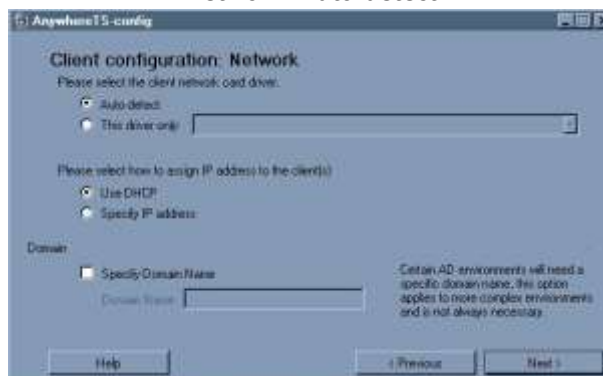 AnywhereTS-config
Client configuration: Network
Please select the client network card driver.
Auto detect
This driver only:
Please select how to assign IP address to the client(s)
Use DHCP
Specify IP address
Domain
Specify Domain Name
Domain Name:
Certain AD environments will need a
specific domain name, this option
applies to more complex environments
and is not always necessary
Help
< Previous
Next >